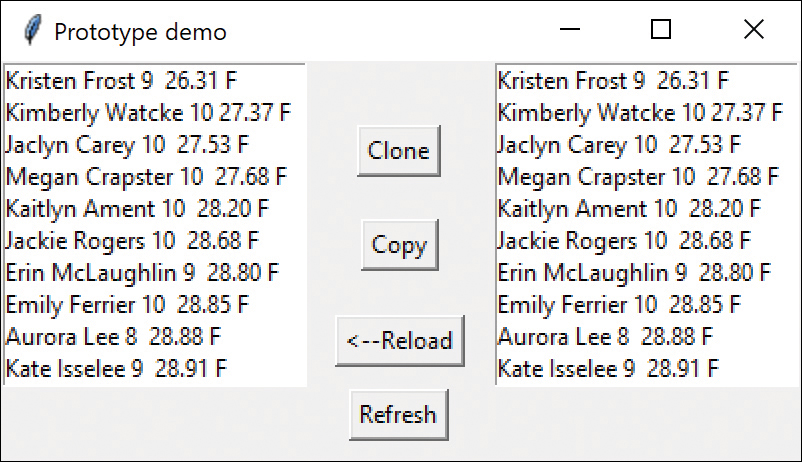 Prototype demo
Kristen Frost 9  26.31 F
Kimberly Watcke 10 27.37 F
Jaclyn Carey 10  27.53 F
Megan Crapster 10  27.68 F
Kaitlyn Ament 10  28.20 F
Jackie Rogers 10  28.68 F
Erin McLaughlin 9  28.80 F
Emily Ferrier 10  28.85 F
Aurora Lee 8  28.88 F
Kate Isselee 9  28.91 F
Clone
Copy
<--Reload
Refresh
Kristen Frost 9  26.31 F
Kimberly Watcke 10 27.37 F
Jaclyn Carey 10  27.53 F
Megan Crapster 10  27.68 F
Kaitlyn Ament 10  28.20 F
Jackie Rogers 10  28.68 F
Erin McLaughlin 9  28.80 F
Emily Ferrier 10  28.85 F
Aurora Lee 8  28.88 F
Kate Isselee 9  28.91 F